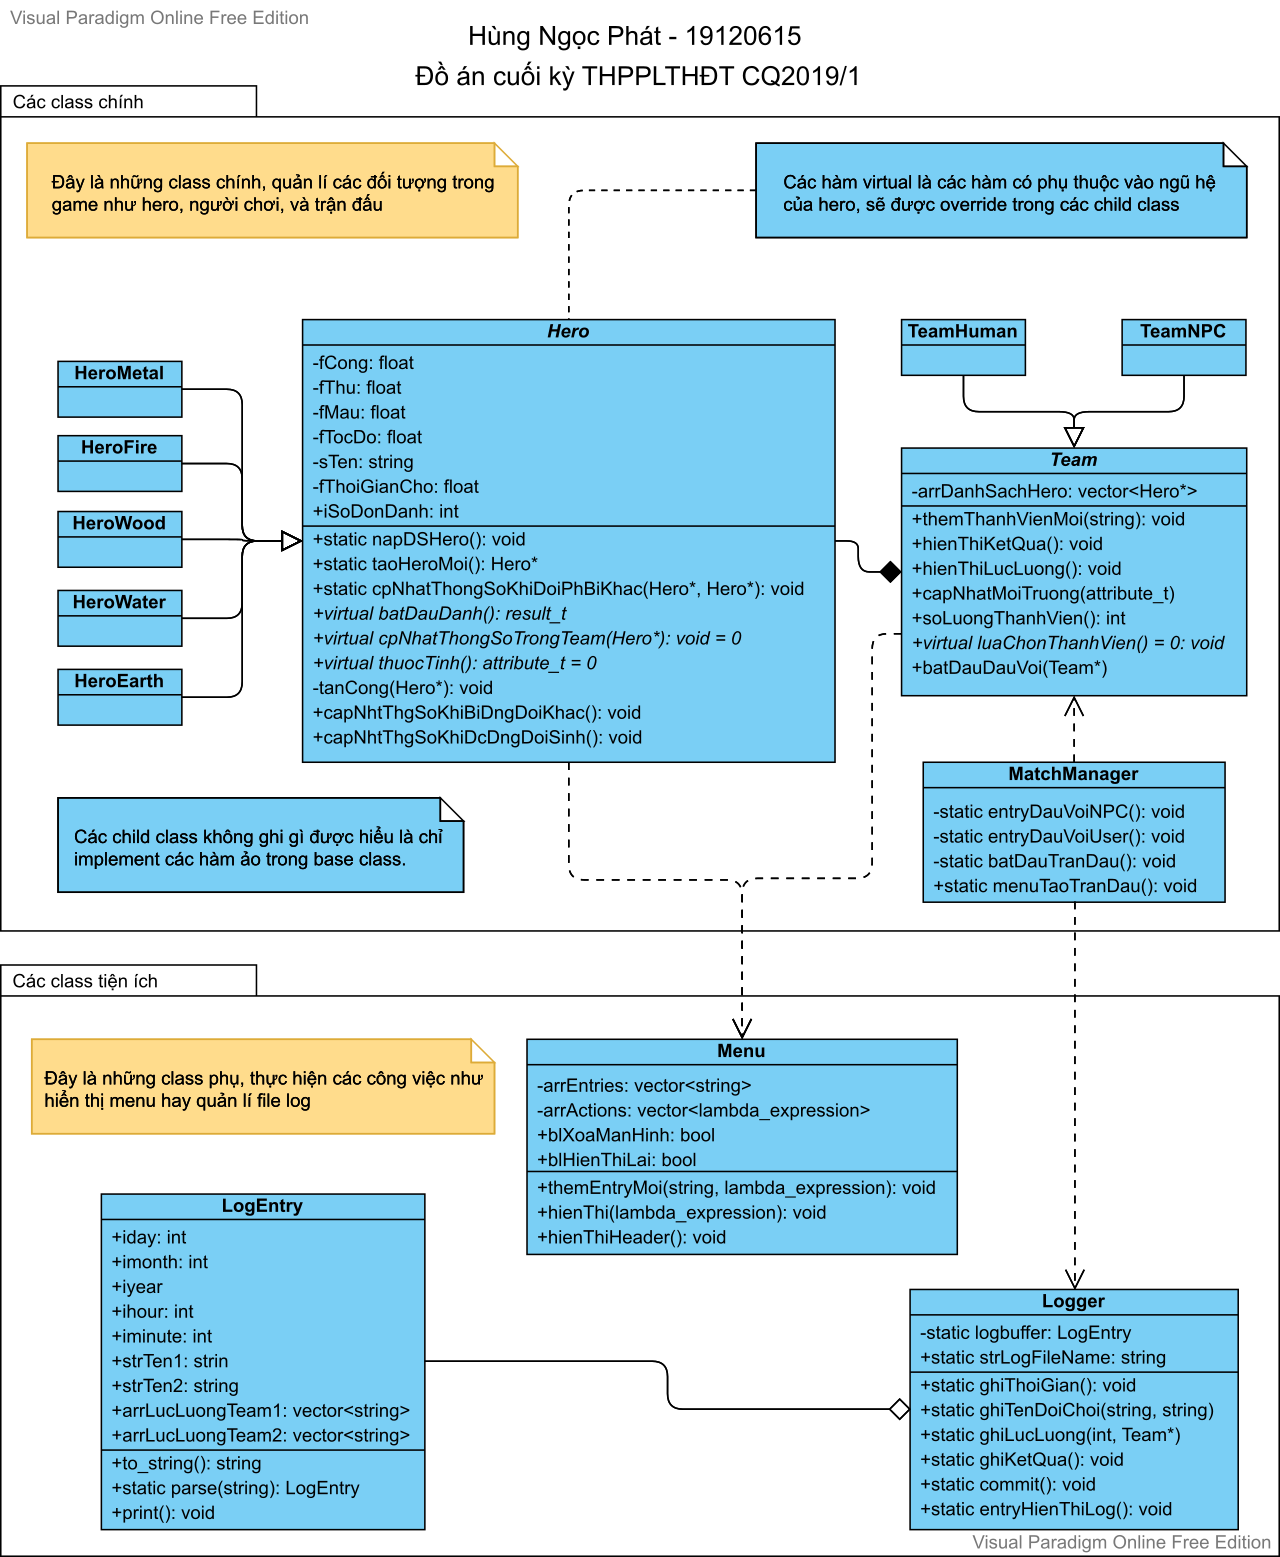 Visual Paradigm Online Free Edition
Hùng Ngọc Phát - 19120615
Đồ án cuối kỳ THPPLTHĐT CQ2019/1
Các class chính
Đây là những class chính, quản lí các đối tượng trong
game như hero, người chơi, và trận đấu
Các hàm virtual là các hàm có phụ thuộc vào ngũ hệ
của hero, sẽ được override trong các child class
HeroMetal
HeroFire
HeroWood
HeroWater
HeroEarth
Hero
-fCong: float
-fThu: float
-fMau: float
-fTocDo: float
-sTen: string
-fThoiGianCho: float
+iSoDonDanh: int
+static napDSHero(): void
+static taoHeroMoi(): Hero*
+static cpNhatThongSoKhiDoiPhBiKhac(Hero*, Hero*): void
+virtual batDauDanh(): result_t
+virtual cpNhatThongSoTrongTeam(Hero*): void = 0
+virtual thuocTinh(): attribute_t = 0
-tanCong(Hero*): void
+capNhtThgSoKhiBiDngDoiKhac(): void
+capNhtThgSoKhiDcDngDoiSinh(): void
TeamHuman
TeamNPC
Team
-arrDanhSachHero: vector<Hero*>
+themThanhVienMoi(string): void
+hienThiKetQua(): void
+hienThiLucLuong(): void
+capNhatMoiTruong(attribute_t)
+soLuongThanhVien(): int
+virtual luaChonThanhVien() = 0: void
+batDauDauVoi(Team*)
MatchManager
-static entryDauVoiNPC(): void
-static entryDauVoiUser(): void
-static batDauTranDau(): void
+static menuTaoTranDau(): void
Các child class không ghi gì được hiểu là chỉ
implement các hàm ảo trong base class.
Các class tiện ích
Đây là những class phụ, thực hiện các công việc như
hiển thị menu hay quản lí file log
Menu
-arrEntries: vector<string>
-arrActions: vector<lambda_expression>
+blXoaManHinh: bool
+blHienThiLai: bool
+themEntryMoi(string, lambda_expression): void
+hienThi(lambda_expression): void
+hienThiHeader(): void
LogEntry
+iday: int
+imonth: int
+iyear
+ihour: int
+iminute: int
+strTen1: strin
+strTen2: string
+arrLucLuongTeam1: vector<string>
+arrLucLuongTeam2: vector<string>
+to_string(): string
+static parse(string): LogEntry
+print(): void
Logger
-static logbuffer: LogEntry
+static strLogFileName: string
+static ghiThoiGian(): void
+static ghiTenDoiChoi(string, string)
+static ghiLucLuong(int, Team*)
+static ghiKetQua(): void
+static commit(): void
+static entryHienThiLog(): void
Visual Paradigm Online Free Edition